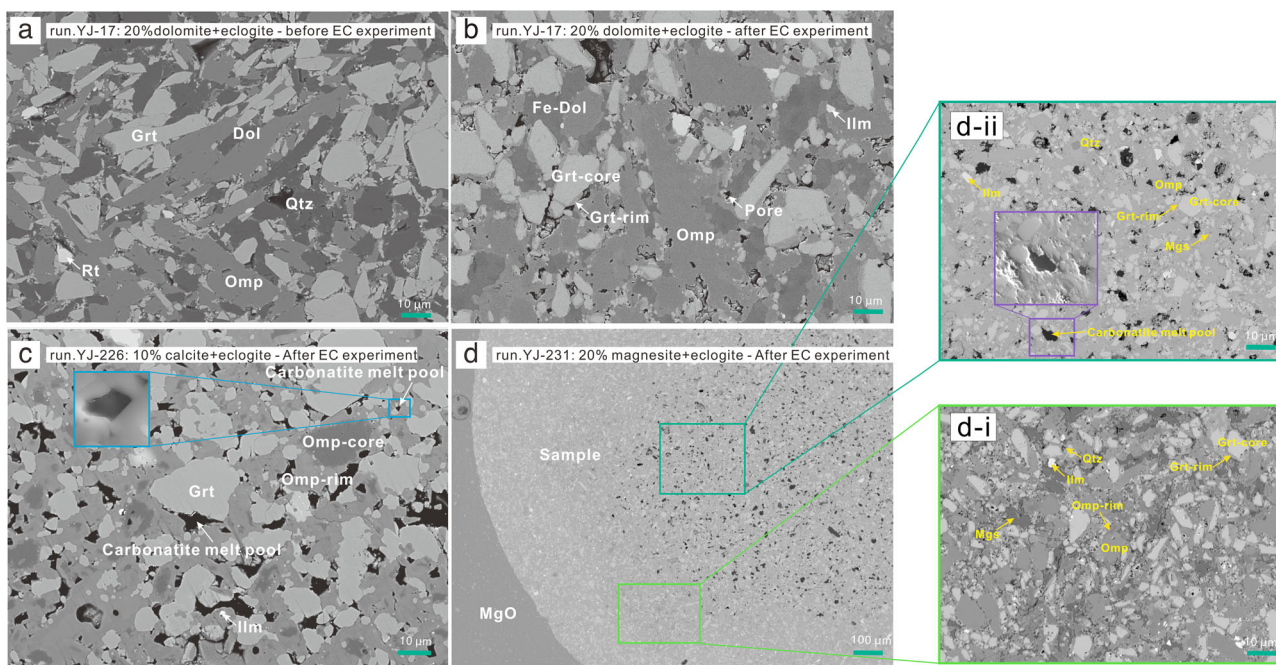 a run.YJ-17: 20%dolomite+eclogite - before EC experiment
Grt
Dol
Qtz
Rt
Omp
10 μm
b run.YJ-17: 20% dolomite+eclogite - after EC experiment
Fe-Dol
Ilm
Grt-core
Grt-rim
Pore
Omp
10 μm
c run.YJ-226: 10% calcite+eclogite - After EC experiment
Carbonatite melt pool
Omp-core
Omp-rim
Grt
Carbonatite melt pool
Ilm
10 μm
d run.YJ-231: 20% magnesite+eclogite - After EC experiment
Sample
MgO
100 μm
d-ii
Qtz
Ilm
Omp
Grt-core
Grt-rim
Mgs
Carbonatite melt pool
10 μm
d-i
Grt-core
Qtz
Grt-rim
Ilm
Omp-rim
Mgs
Omp
10 μm